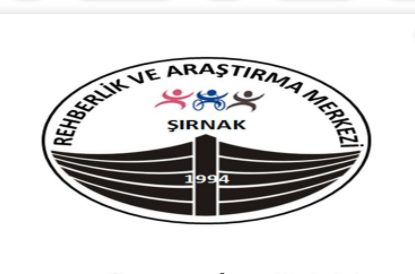 REHBERLİK VE ARAŞTIRMA MERKEZİ
ŞIRNAK
1994